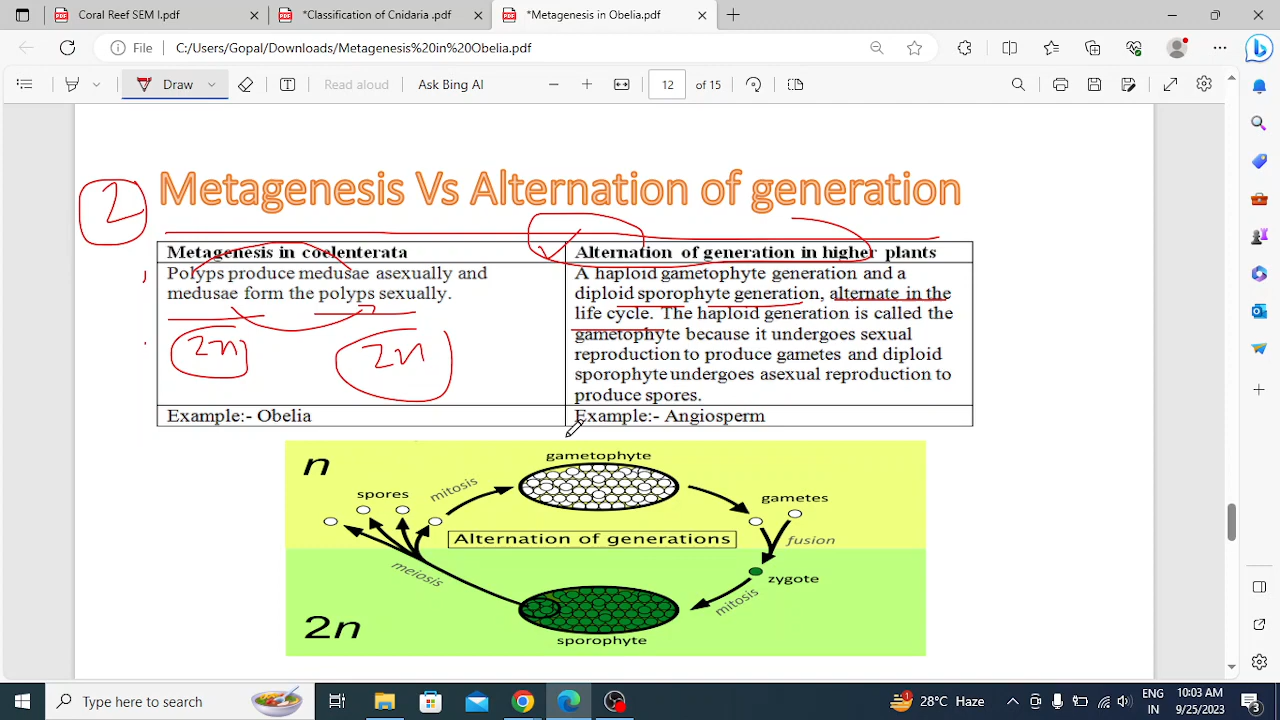 Coral Reef SEM I.pdf
*Classification of Cnidaria.pdf
*Metagenesis in Obelia.pdf
File
C:/Users/Gopal/Downloads/Metagenesis%20in%20Obelia.pdf
Draw
Read aloud
Ask Bing AI
12 of 15
2
Metagenesis Vs Alternation of generation
Metagenesis in coelenterata
Polyps produce medusae asexually and
medusae form the polyps sexually.
2n
2n
Example:- Obelia
Alternation of generation in higher plants
A haploid gametophyte generation and a
diploid sporophyte generation, alternate in the
life cycle. The haploid generation is called the
gametophyte because it undergoes sexual
reproduction to produce gametes and diploid
sporophyte undergoes asexual reproduction to
produce spores.
Example:- Angiosperm
n
gametophyte
spores
mitosis
gametes
Alternation of generations
fusion
meiosis
zygote
mitosis
2n
sporophyte
Type here to search
1
28°C Haze
ENG
IN
10:03 AM
9/25/2023